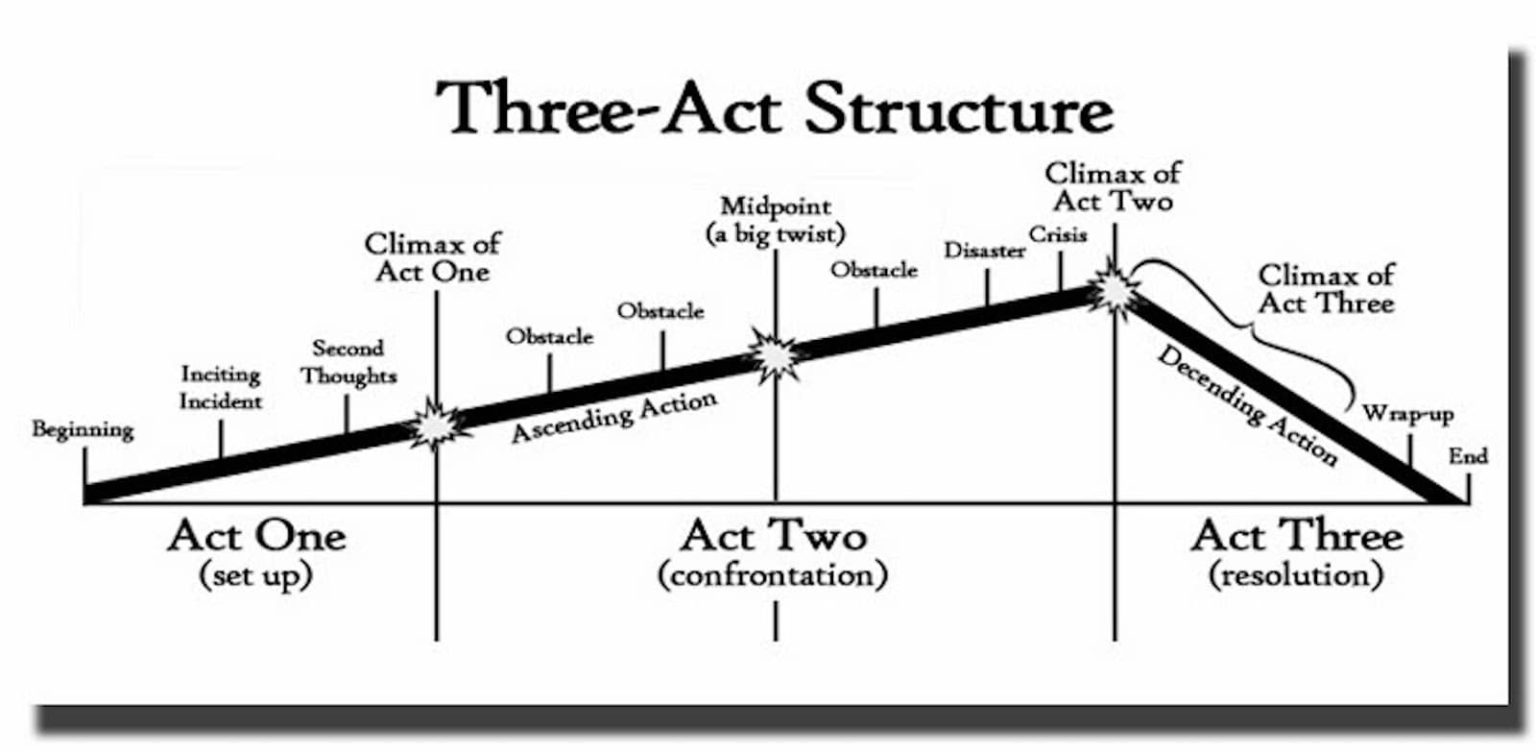 Three-Act Structure
Climax of
Act Two
Midpoint
(a big twist)
Crisis
Disaster
Climax of
Act One
Obstacle
Climax of
Act Three
Obstacle
Obstacle
Second
Thoughts
Inciting
Incident
Beginning
Ascending Action
Decending Action
Wrap-up
End
Act One
(set up)
Act Two
(confrontation)
Act Three
(resolution)